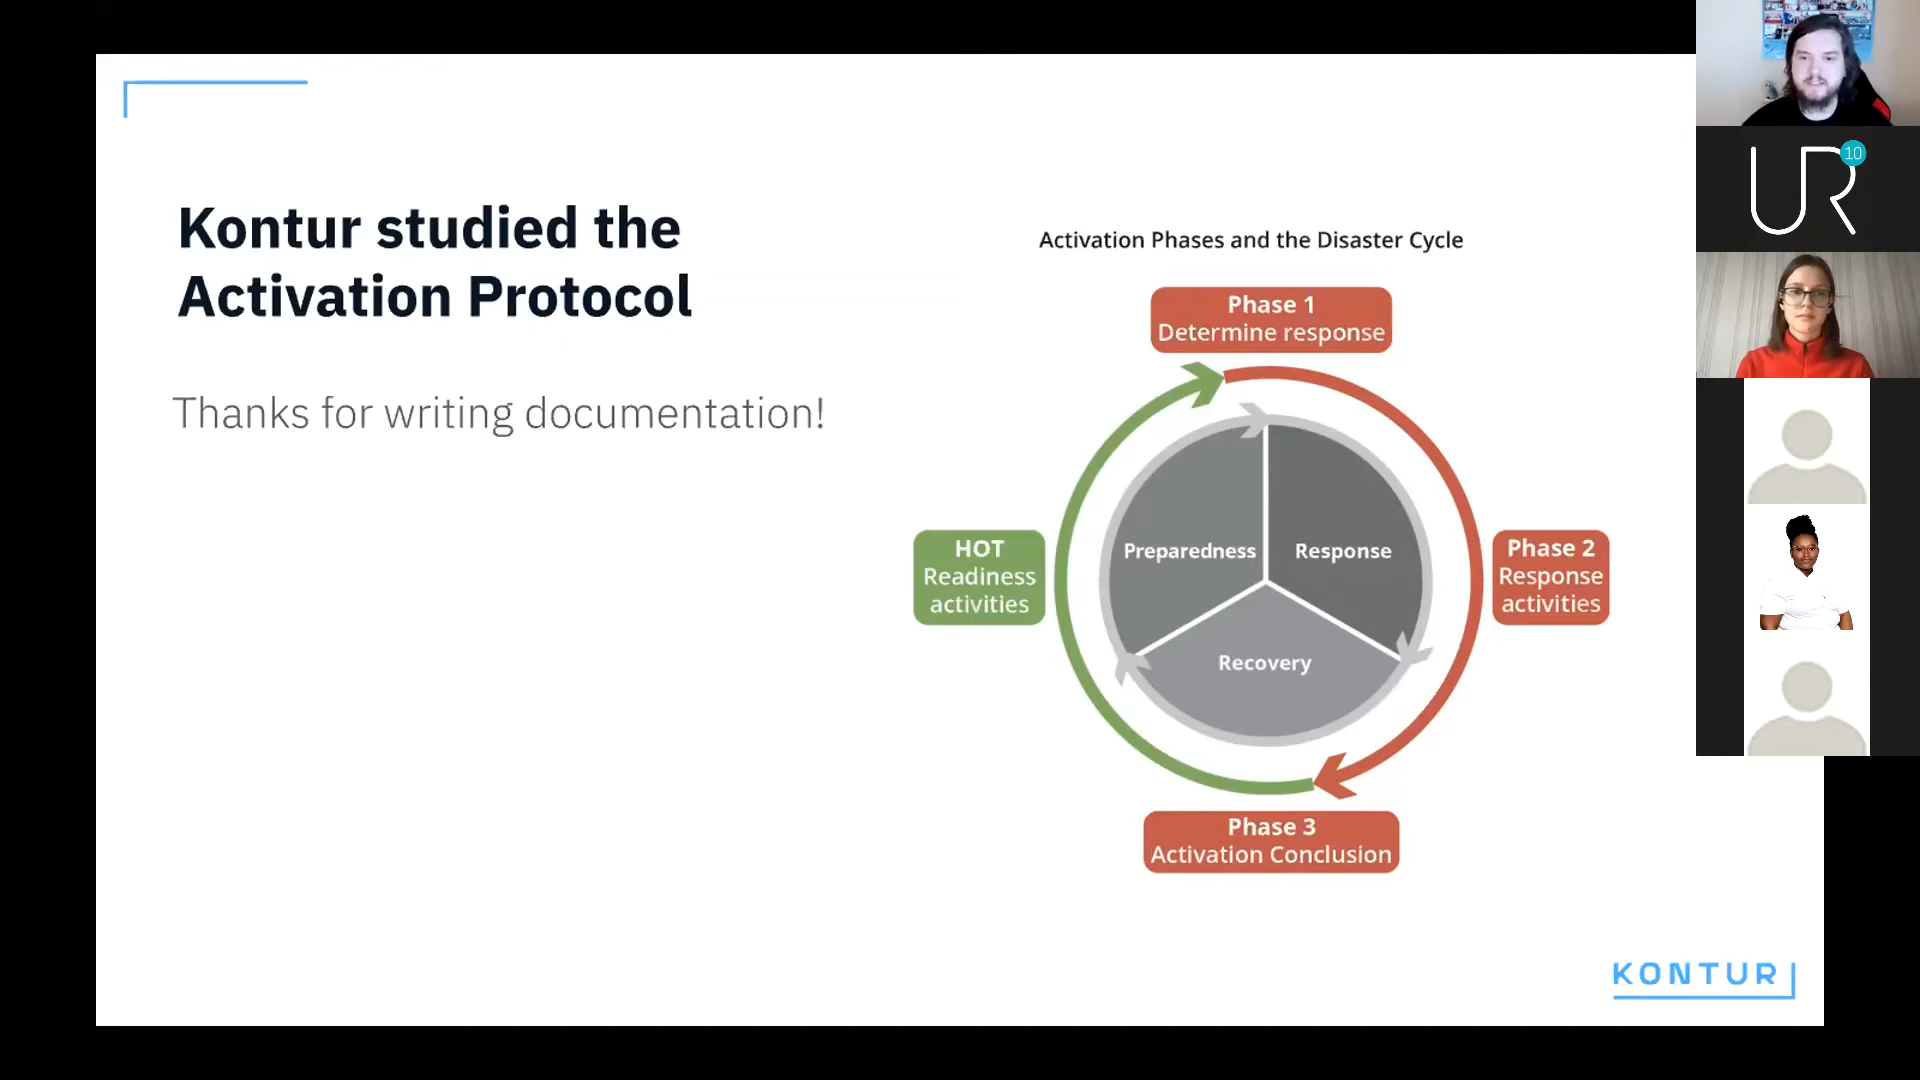 Kontur studied the
Activation Protocol
Thanks for writing documentation!
Activation Phases and the Disaster Cycle
Phase 1
Determine response
HOT
Readiness
activities
Preparedness
Response
Recovery
Phase 2
Response
activities
Phase 3
Activation Conclusion
KONTUR
UR
10